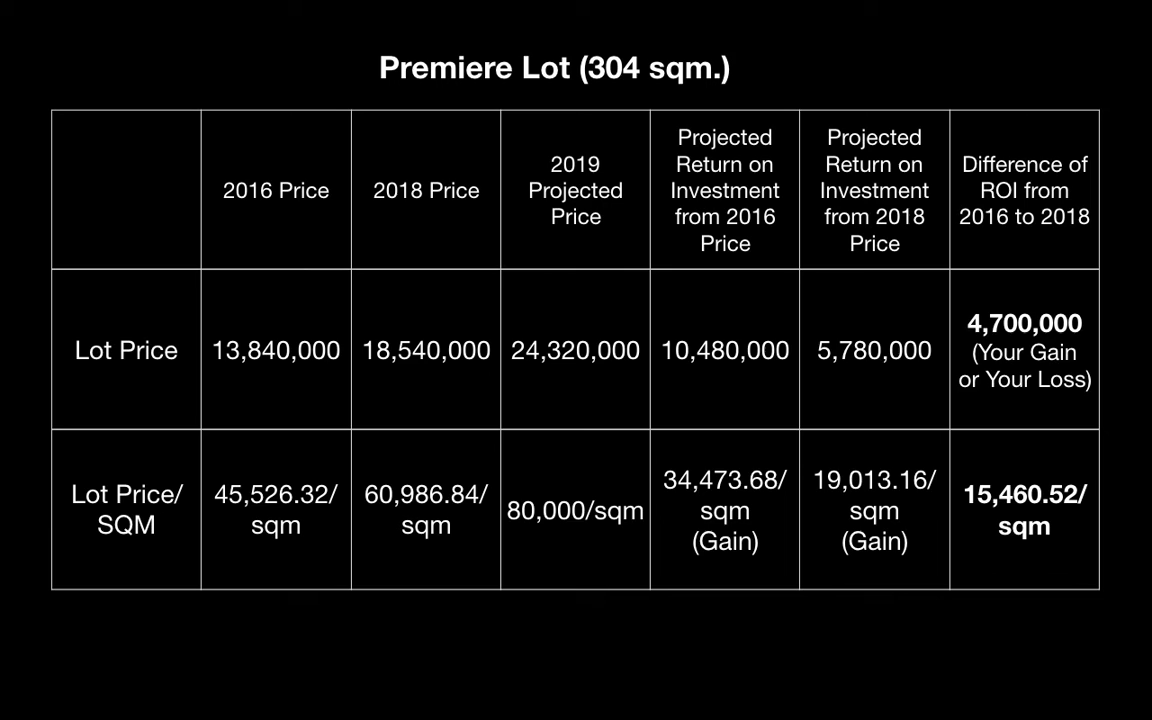 Premiere Lot (304 sqm.)
2016 Price
2018 Price
2019
Projected
Price
Projected
Return on
Investment
from 2016
Price
Projected
Return on
Investment
from 2018
Price
Difference of
ROI from
2016 to 2018
Lot Price
13,840,000
18,540,000
24,320,000
10,480,000
5,780,000
4,700,000
(Your Gain
or Your Loss)
Lot Price/
SQM
45,526.32/
sqm
60,986.84/
sqm
80,000/sqm
34,473.68/
sqm
(Gain)
19,013.16/
sqm
(Gain)
15,460.52/
sqm